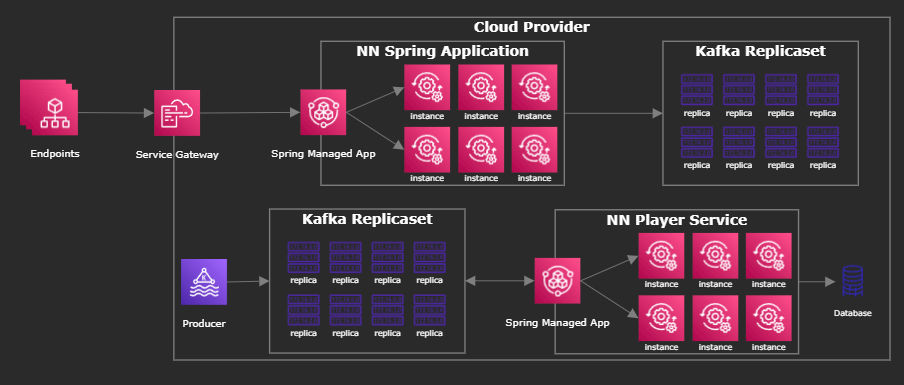 Cloud Provider
NN Spring Application
Kafka Replicaset
instance instance instance
replica replica replica replica
Endpoints
Service Gateway
Spring Managed App
instance instance instance
replica replica replica replica
Kafka Replicaset
NN Player Service
replica replica replica replica
instance instance instance
K
Producer
Spring Managed App
Database
replica replica replica replica
instance instance instance